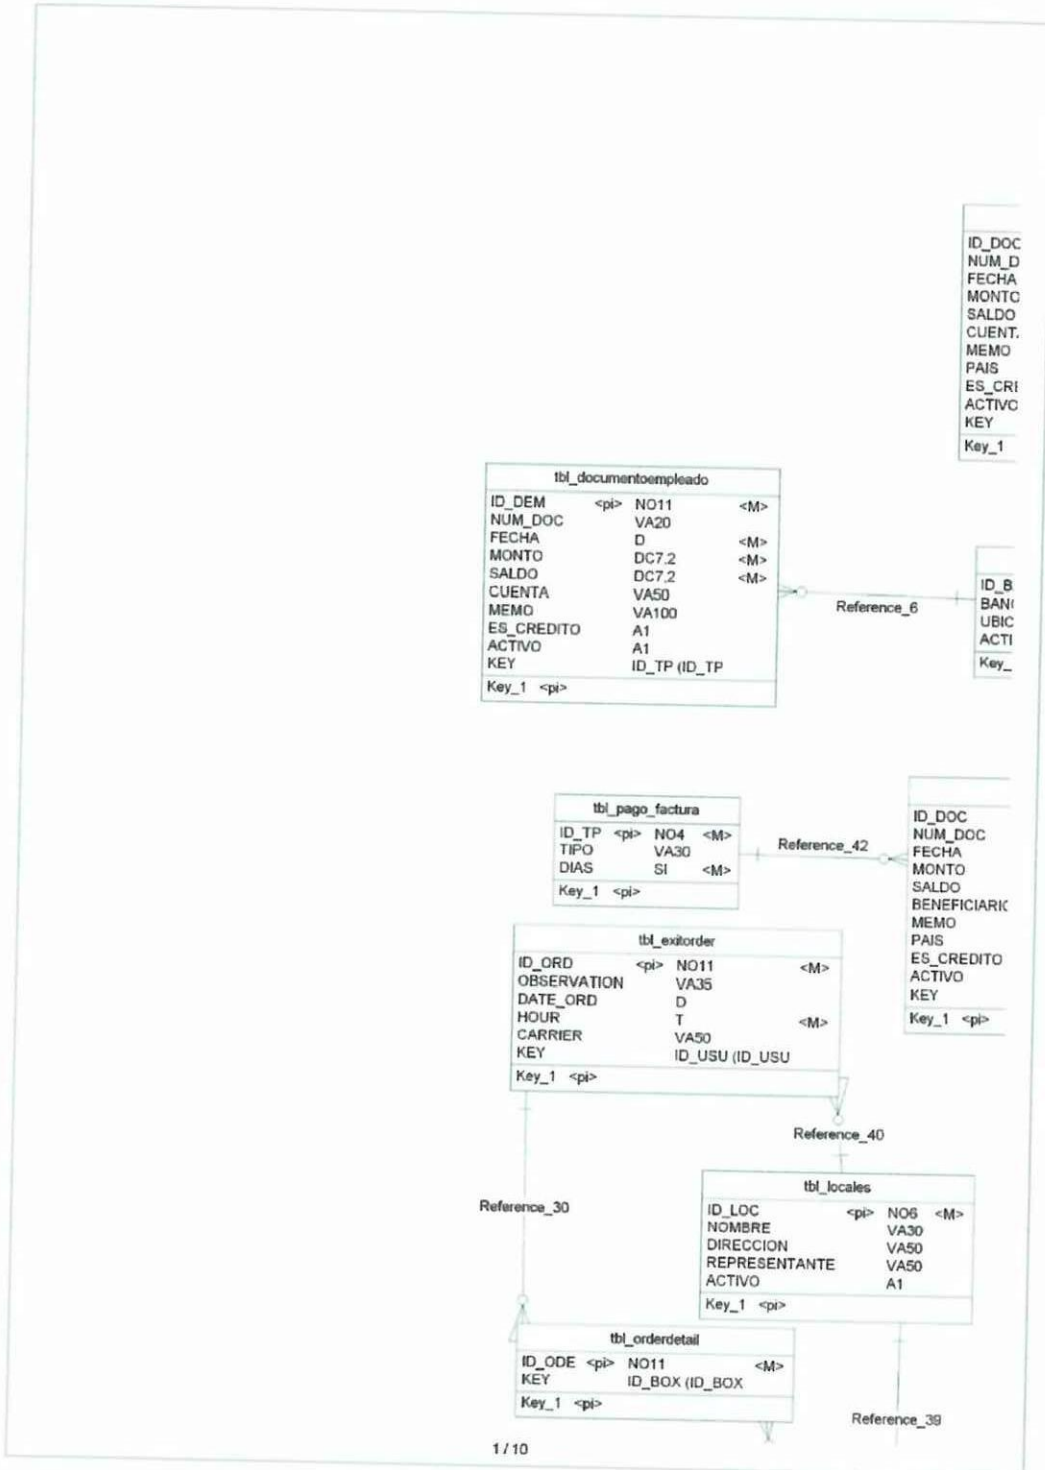 ID_DOC
NUM_D
FECHA
MONTO
SALDO
CUENT.
MEMO
PAIS
ES_CRE
ACTIVO
KEY
Key_1
tbl_documentoempleado
ID_DEM <pi> NO11 <M>
NUM_DOC VA20
FECHA D <M>
MONTO DC7.2 <M>
SALDO DC7.2 <M>
CUENTA VA50
MEMO VA100
ES_CREDITO A1
ACTIVO A1
KEY ID_TP (ID_TP
Key_1 <pi>
Reference_6
ID_B
BAN
UBIC
ACTI
Key_
tbl_pago_factura
ID_TP <pi> NO4 <M>
TIPO VA30
DIAS SI <M>
Key_1 <pi>
Reference_42
ID_DOC
NUM_DOC
FECHA
MONTO
SALDO
BENEFICIARIO
MEMO
PAIS
ES_CREDITO
ACTIVO
KEY
Key_1 <pi>
tbl_exitorder
ID_ORD <pi> NO11 <M>
OBSERVATION VA35
DATE_ORD D
HOUR T <M>
CARRIER VA50
KEY ID_USU (ID_USU
Key_1 <pi>
Reference_40
Reference_30
tbl_locales
ID_LOC <pi> NO6 <M>
NOMBRE VA30
DIRECCION VA50
REPRESENTANTE VA50
ACTIVO A1
Key_1 <pi>
tbl_orderdetail
ID_ODE <pi> NO11 <M>
KEY ID_BOX (ID_BOX
Key_1 <pi>
Reference_39
1 / 10